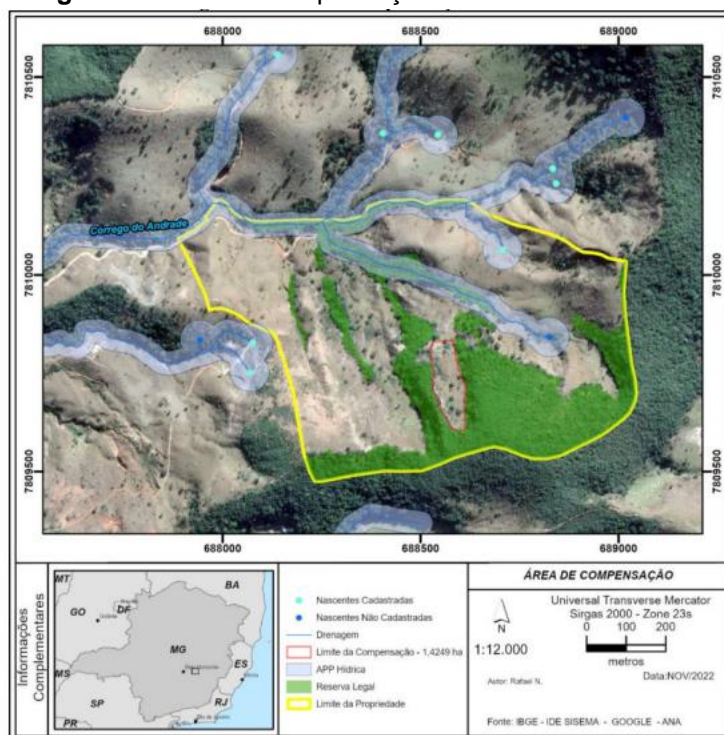 688000 688500 689000
7810500 7810500
Córrego do Andrade
7810000 7810000
7809500 7809500
688000 688500 689000
Informações
Complementares
MT
GO
DF
BA
MG
ES
MS
SP
RJ
PR
Nascentes Cadastradas
Nascentes Não Cadastradas
Drenagem
Limite da Compensação - 1,4249 ha
APP Hídrica
Reserva Legal
Limite da Propriedade
ÁREA DE COMPENSAÇÃO
N
1:12.000
Universal Transverse Mercator
Sirgas 2000 - Zone 23s
0 100 200
metros
Autor: Rafael N.
Data:NOV/2022
Fonte: IBGE - IDE SISEMA - GOOGLE - ANA